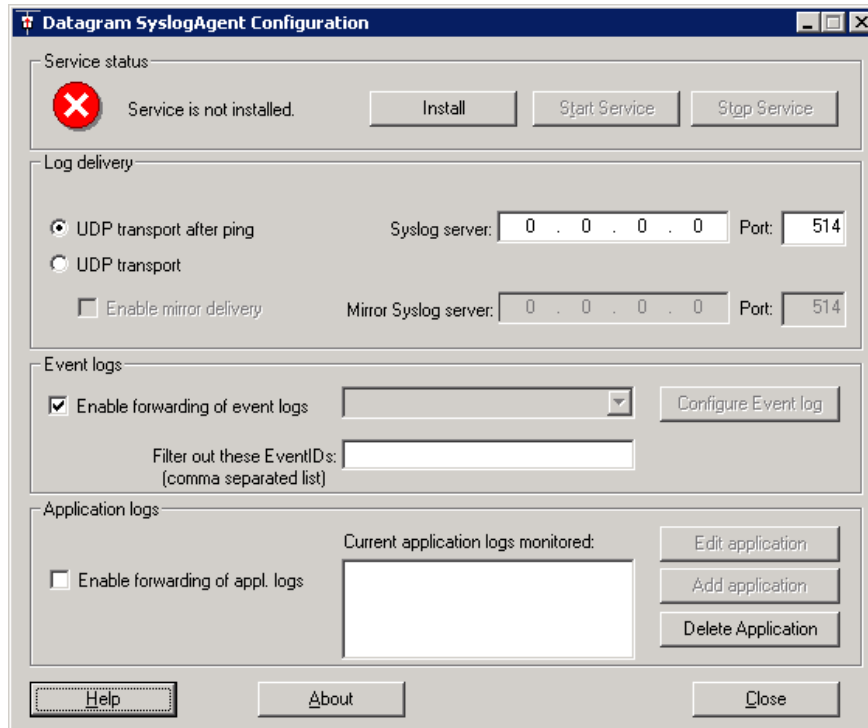 Datagram SyslogAgent Configuration
Service status
Service is not installed.
Install
Start Service
Stop Service
Log delivery
UDP transport after ping
Syslog server: 0 . 0 . 0 . 0 Port: 514
UDP transport
Enable mirror delivery
Mirror Syslog server: 0 . 0 . 0 . 0 Port: 514
Event logs
Enable forwarding of event logs
Configure Event log
Filter out these EventIDs:
(comma separated list)
Application logs
Current application logs monitored:
Edit application
Enable forwarding of appl. logs
Add application
Delete Application
Help
About
Close